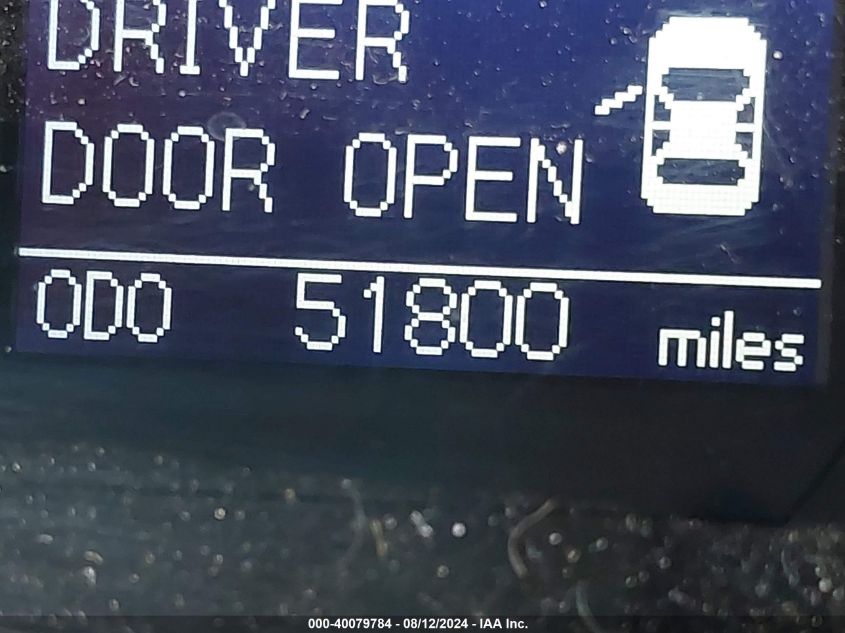 DRIVER
DOOR OPEN
ODO 51800 miles
000-40079784 - 08/12/2024 - IAA Inc.